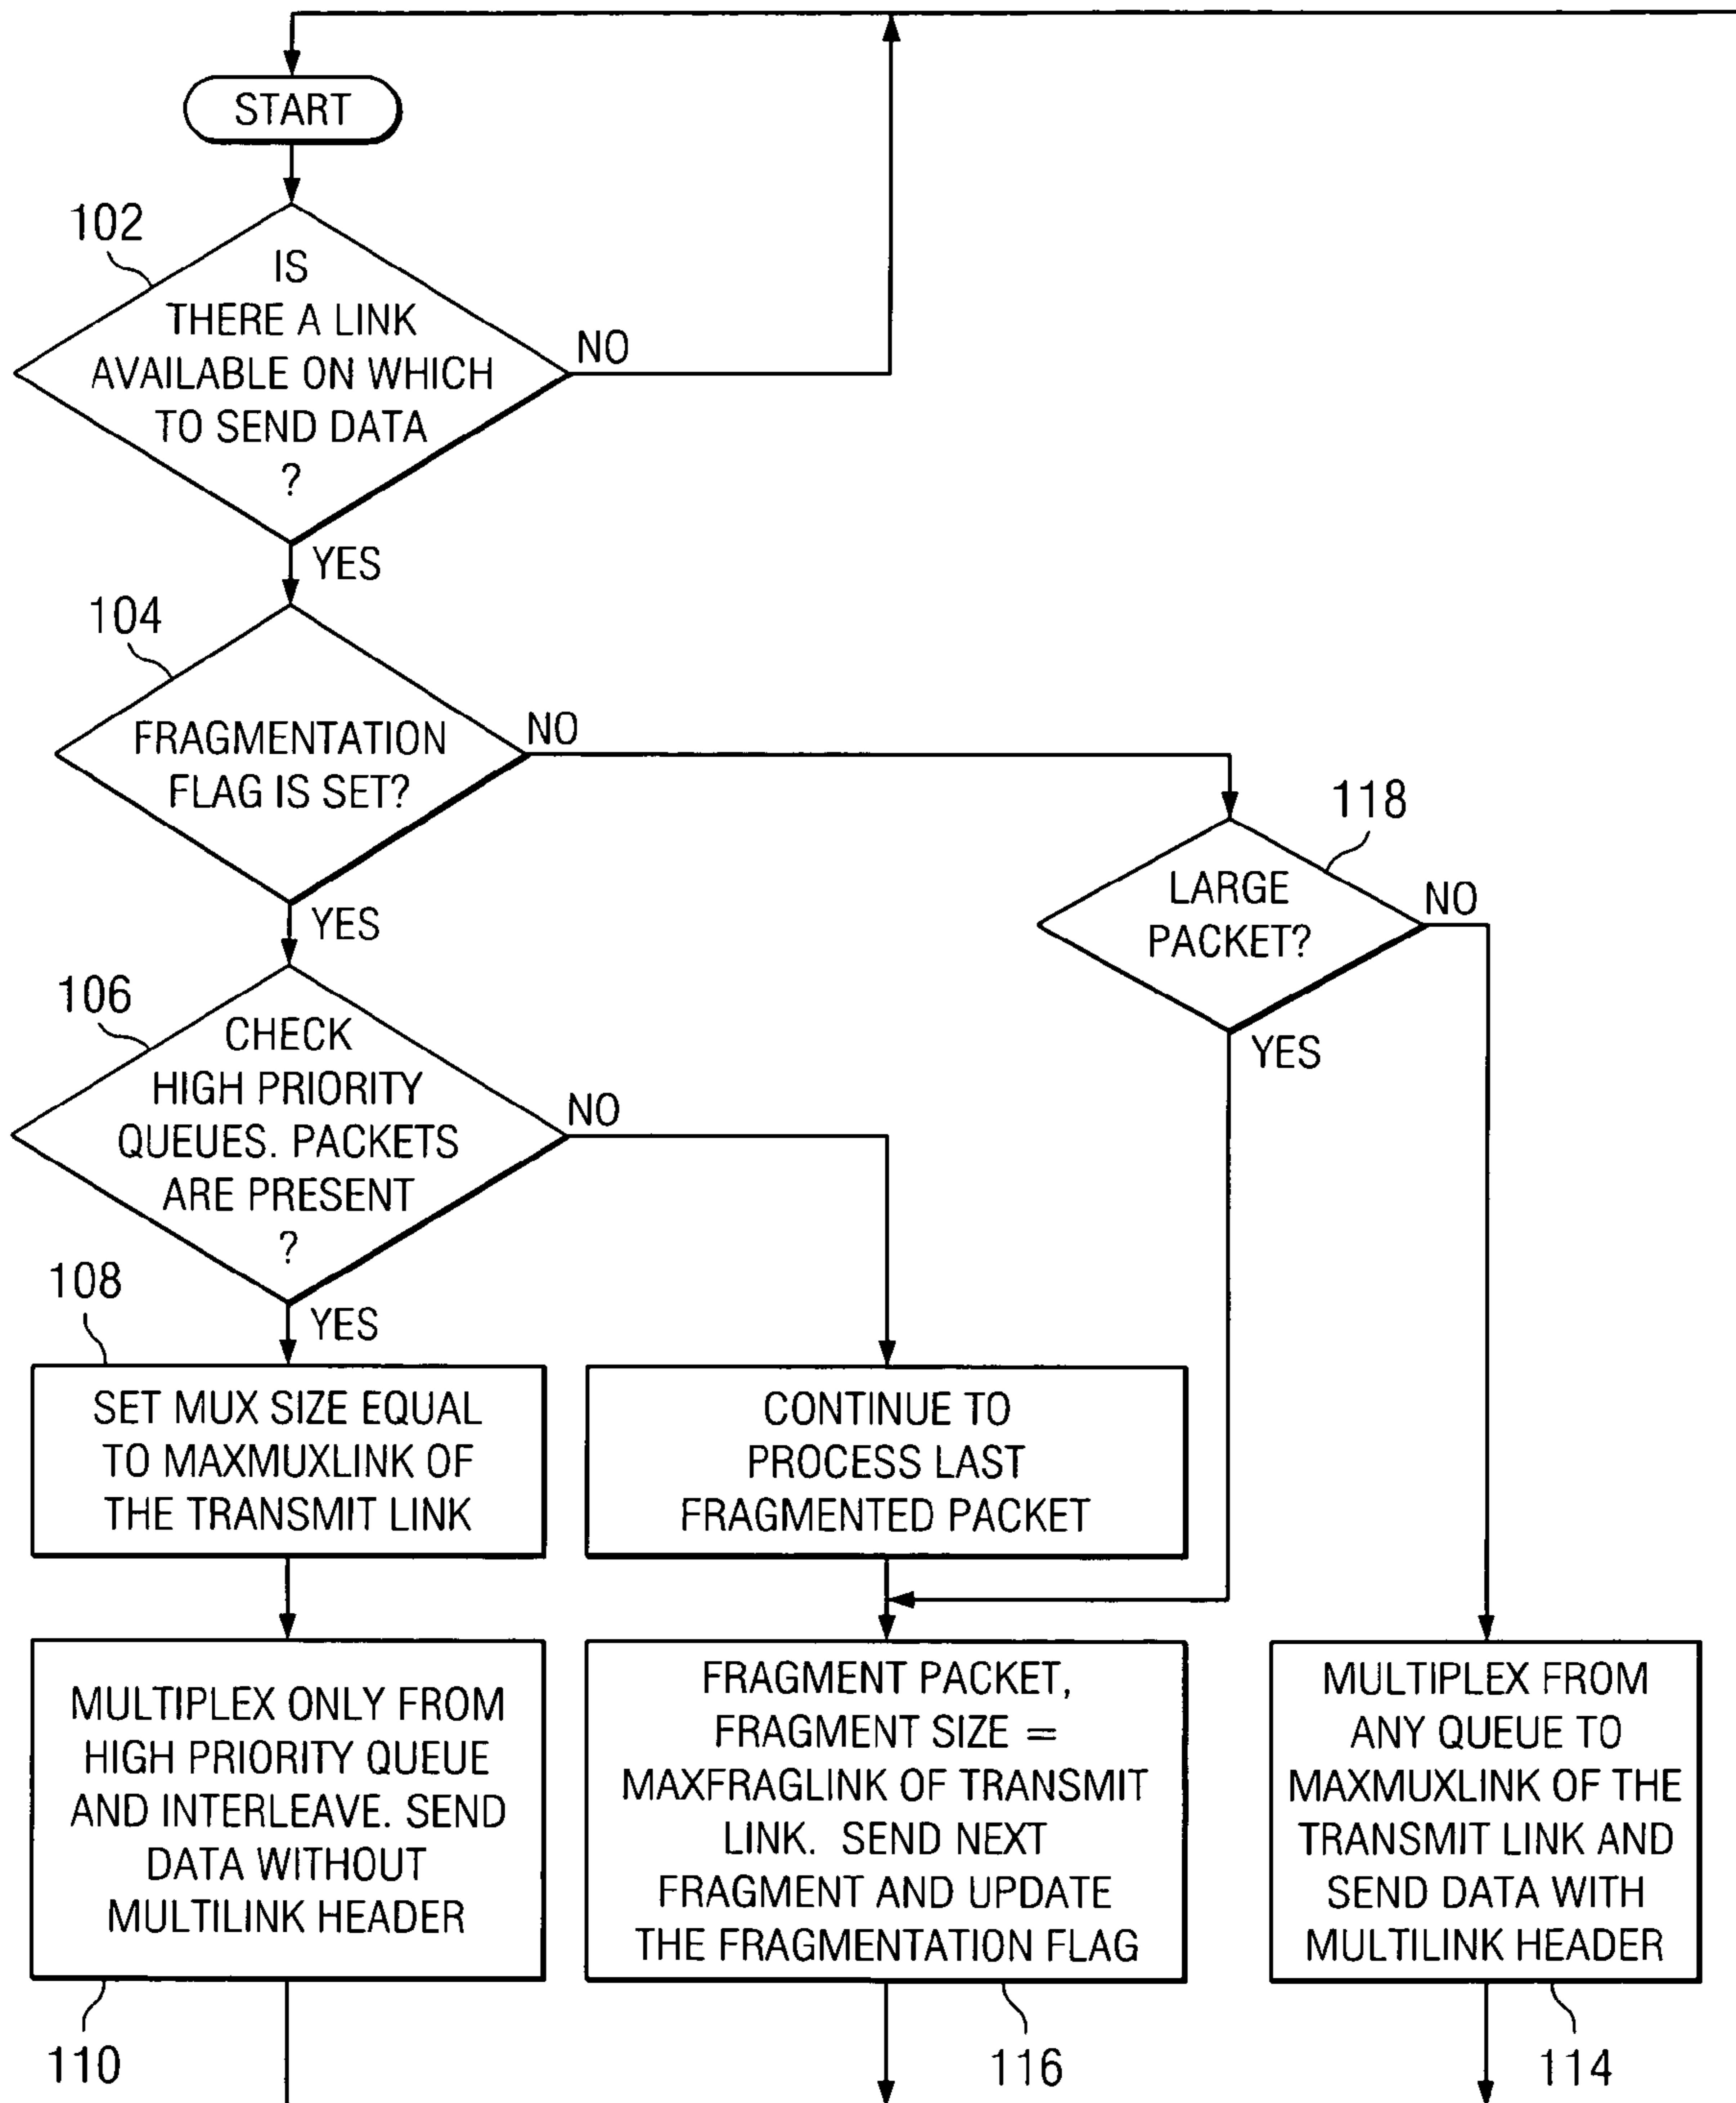 START
102
IS
THERE A LINK
AVAILABLE ON WHICH
TO SEND DATA
?
NO
YES
104
FRAGMENTATION
FLAG IS SET?
NO
YES
118
LARGE
PACKET?
NO
YES
106
CHECK
HIGH PRIORITY
QUEUES. PACKETS
ARE PRESENT
?
NO
YES
108
SET MUX SIZE EQUAL
TO MAXMUXLINK OF
THE TRANSMIT LINK
CONTINUE TO
PROCESS LAST
FRAGMENTED PACKET
MULTIPLEX ONLY FROM
HIGH PRIORITY QUEUE
AND INTERLEAVE. SEND
DATA WITHOUT
MULTILINK HEADER
110
FRAGMENT PACKET,
FRAGMENT SIZE =
MAXFRAGLINK OF TRANSMIT
LINK. SEND NEXT
FRAGMENT AND UPDATE
THE FRAGMENTATION FLAG
116
MULTIPLEX FROM
ANY QUEUE TO
MAXMUXLINK OF THE
TRANSMIT LINK AND
SEND DATA WITH
MULTILINK HEADER
114